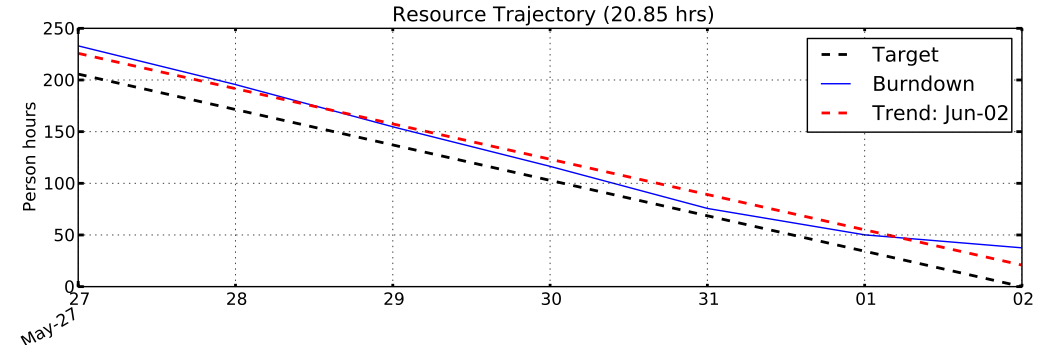 Resource Trajectory (20.85 hrs)
Person hours
250
200
150
100
50
0
Target
Burndown
Trend: Jun-02
27 28 29 30 31 01 02
May-27